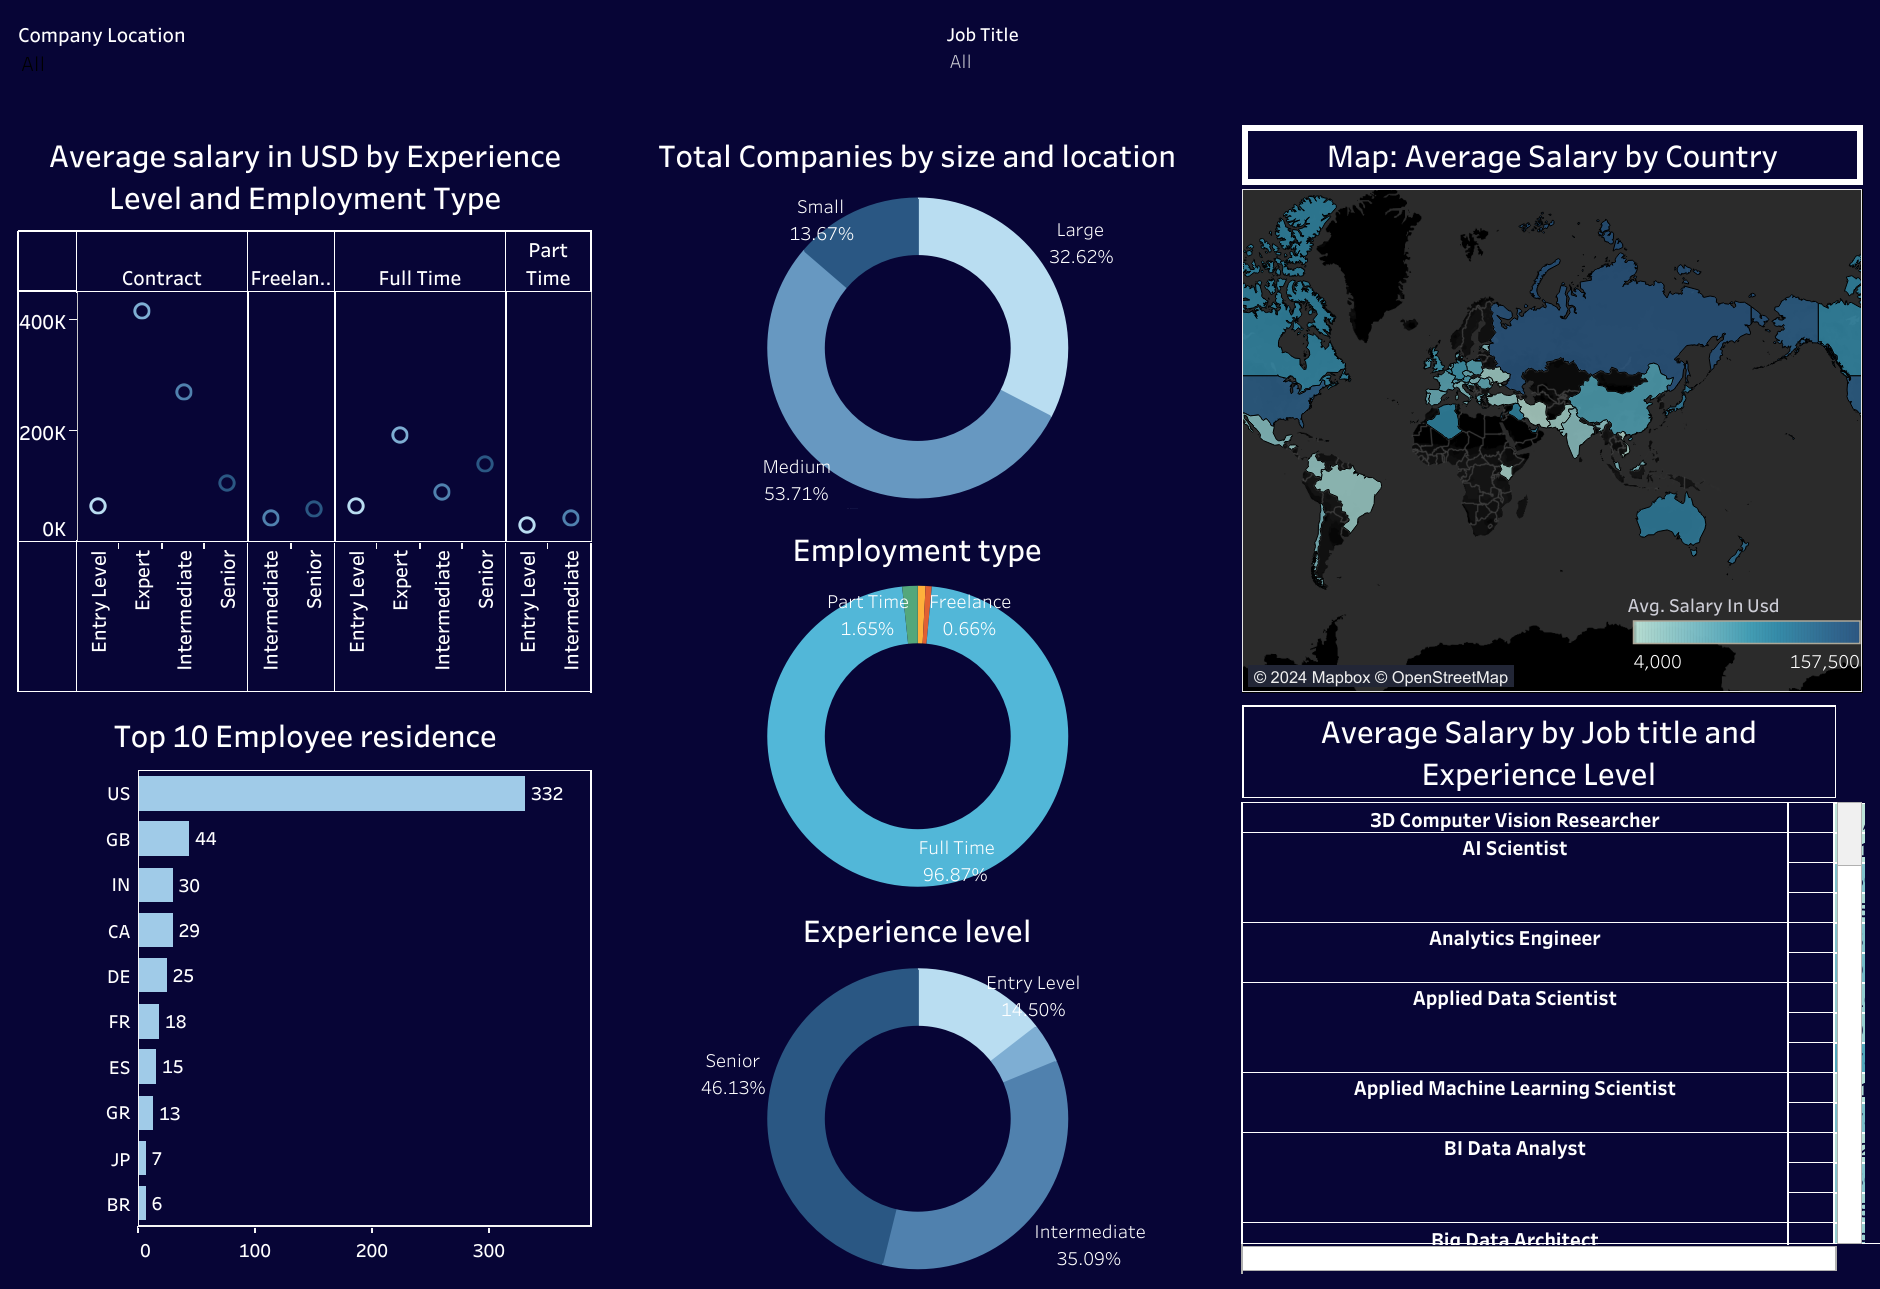 Company Location
All
Job Title
All
Average salary in USD by Experience
Level and Employment Type
Contract
Freelan..
Full Time
Part
Time
400K
200K
0K
Entry Level
Expert
Intermediate
Senior
Intermediate
Senior
Entry Level
Expert
Intermediate
Senior
Entry Level
Intermediate
Top 10 Employee residence
US
332
GB
44
IN
30
CA
29
DE
25
FR
18
ES
15
GR
13
JP
7
BR
6
0
100
200
300
Total Companies by size and location
Small
13.67%
Large
32.62%
Medium
53.71%
Employment type
Part Time
1.65%
Freelance
0.66%
Full Time
96.87%
Experience level
Entry Level
14.50%
Senior
46.13%
Intermediate
35.09%
Map: Average Salary by Country
Avg. Salary In Usd
4,000
157,500
© 2024 Mapbox © OpenStreetMap
Average Salary by Job title and
Experience Level
3D Computer Vision Researcher
AI Scientist
Analytics Engineer
Applied Data Scientist
Applied Machine Learning Scientist
BI Data Analyst
Big Data Architect